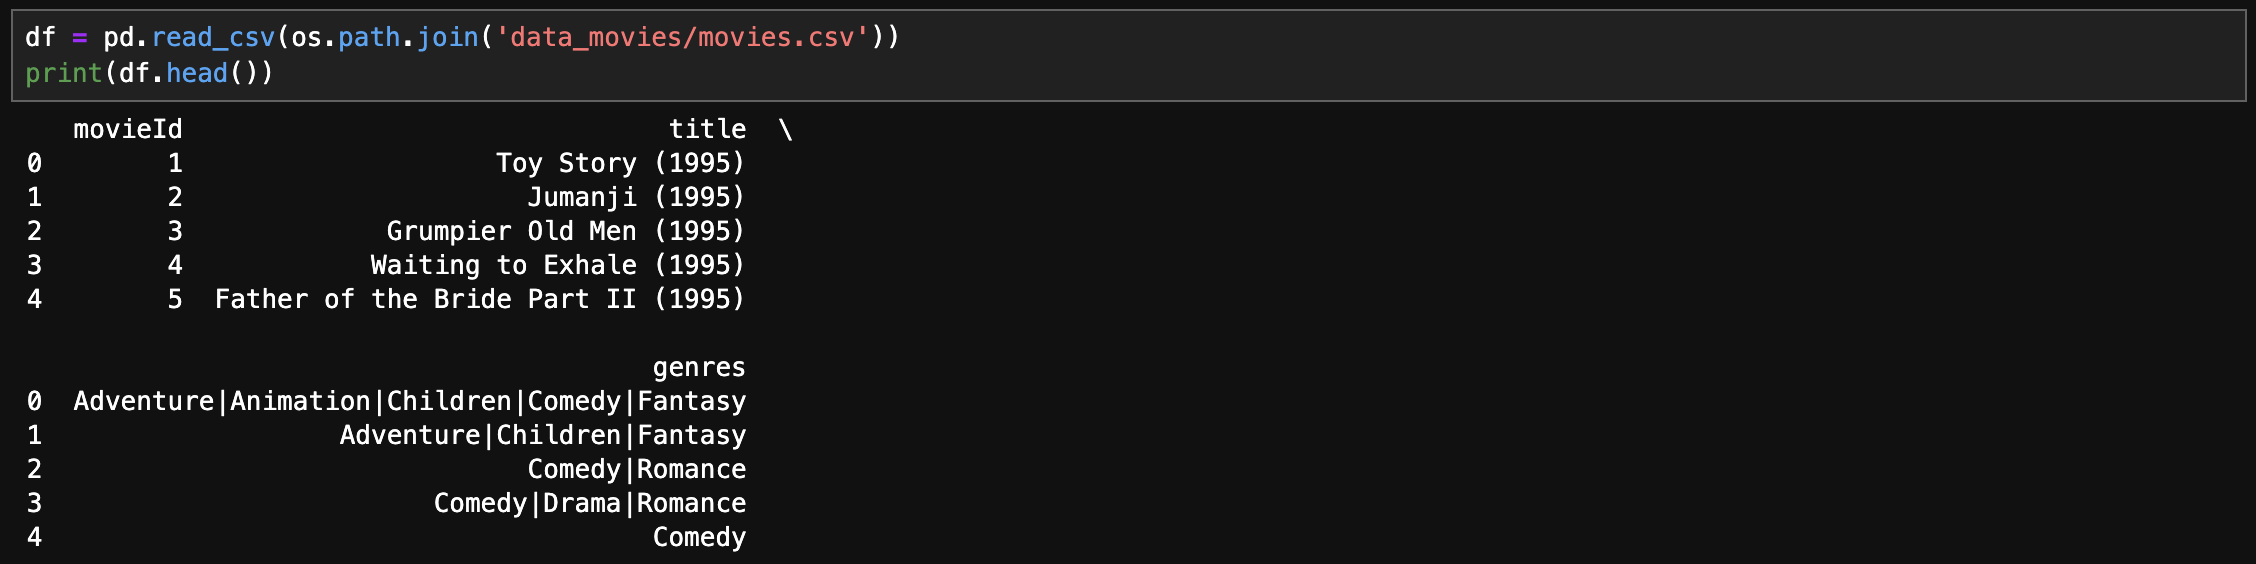 df = pd.read_csv(os.path.join('data_movies/movies.csv'))
print(df.head())
   movieId                               title  \
0        1                    Toy Story (1995)
1        2                      Jumanji (1995)
2        3             Grumpier Old Men (1995)
3        4            Waiting to Exhale (1995)
4        5  Father of the Bride Part II (1995)
                                        genres
0  Adventure|Animation|Children|Comedy|Fantasy
1                   Adventure|Children|Fantasy
2                               Comedy|Romance
3                         Comedy|Drama|Romance
4                                       Comedy